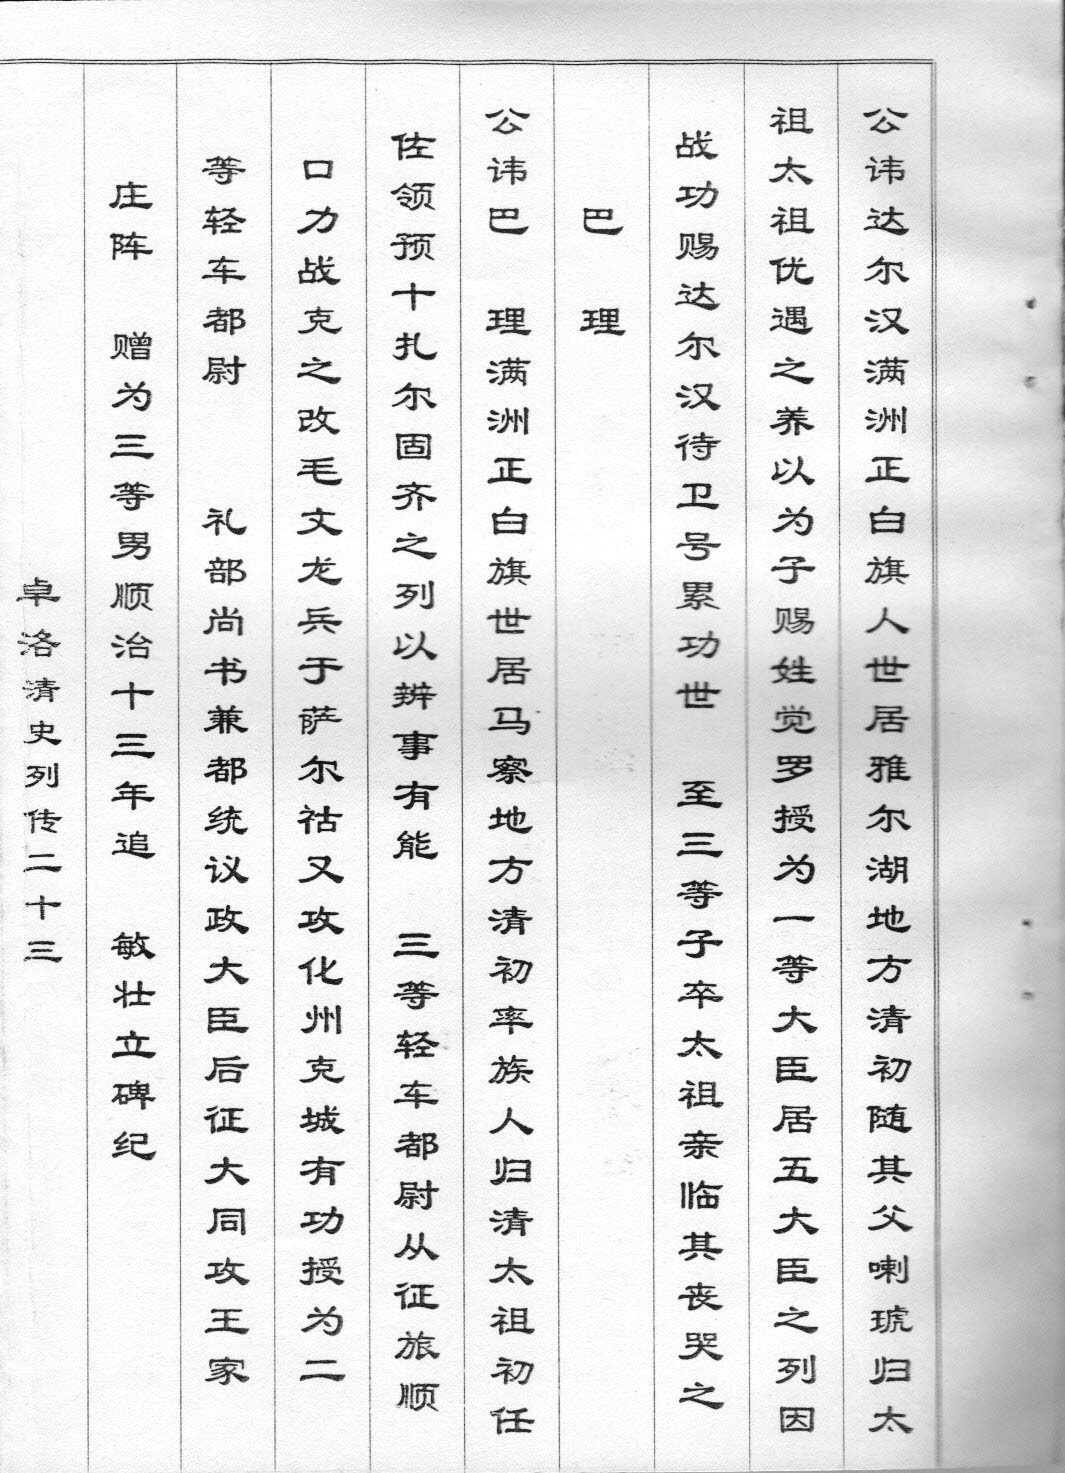 公讳达尔汉满洲正白旗人世居雅尔湖地方清初随其父喇琥归太
祖太祖优遇之养以为子赐姓觉罗授为一等大臣居五大臣之列因
战功赐达尔汉待卫号累功世 至三等子卒太祖亲临其丧哭之
巴 理
公讳巴 理满洲正白旗世居马察地方清初率族人归清太祖初任
佐领预十扎尔固齐之列以辨事有能 三等轻车都尉从征旅顺
口力战克之改毛文龙兵于萨尔祜又攻化州克城有功授为二
等轻车都尉 礼部尚书兼都统议政大臣后征大同攻王家
庄阵 赠为三等男顺治十三年追 敏壮立碑纪
卓洛清史列传二十三